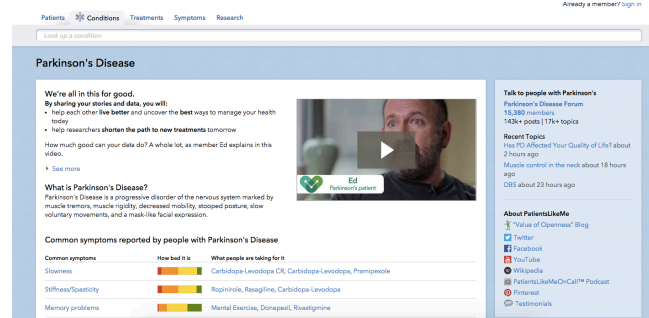 Already a member? Sign in
Patients Conditions Treatments Symptoms Research
Look up a condition
Parkinson's Disease
We're all in this for good.
By sharing your stories and data, you will:
• help each other live better and uncover the best ways to manage your health
today
• help researchers shorten the path to new treatments tomorrow
How much good can your data do? A whole lot, as member Ed explains in this
video.
See more
Ed
Parkinson's patient
What is Parkinson's Disease?
Parkinson's Disease is a progressive disorder of the nervous system marked by
muscle tremors, muscle rigidity, decreased mobility, stooped posture, slow
voluntary movements, and a mask-like facial expression.
Common symptoms reported by people with Parkinson's Disease
Common symptoms How bad it is What people are taking for it
Slowness Carbidopa-Levodopa CR, Carbidopa-Levodopa, Pramipexole
Stiffness/Spasticity Ropinirole, Rasagiline, Carbidopa-Levodopa
Memory problems Mental Exercise, Donepezil, Rivastigmine
Talk to people with Parkinson's
Parkinson's Disease Forum
15,380 members
143k+ posts | 17k+ topics
Recent Topics
Has PD Affected Your Quality of Life? about
2 hours ago
Muscle control in the neck about 18 hours
ago
DBS about 23 hours ago
About PatientsLikeMe
"Value of Openness" Blog
Twitter
Facebook
YouTube
Wikipedia
PatientsLikeMeOnCall™ Podcast
Pinterest
Testimonials